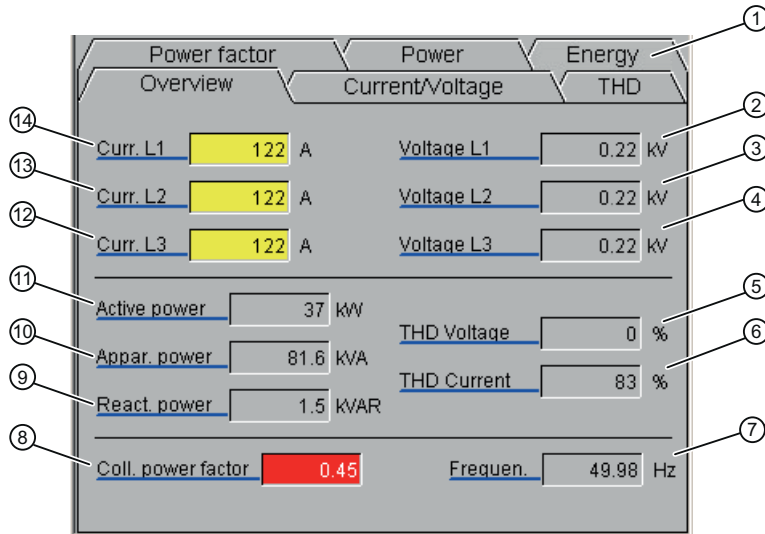 1
Power factor Power Energy
Overview Current/Voltage THD
14 2
Curr. L1 122 A Voltage L1 0.22 kV
13 3
Curr. L2 122 A Voltage L2 0.22 kV
12 4
Curr. L3 122 A Voltage L3 0.22 kV
11 5
Active power 37 kW
THD Voltage 0 %
10 6
Appar. power 81.6 kVA
THD Current 83 %
9
React. power 1.5 kVAR
8 7
Coll. power factor 0.45 Frequen. 49.98 Hz